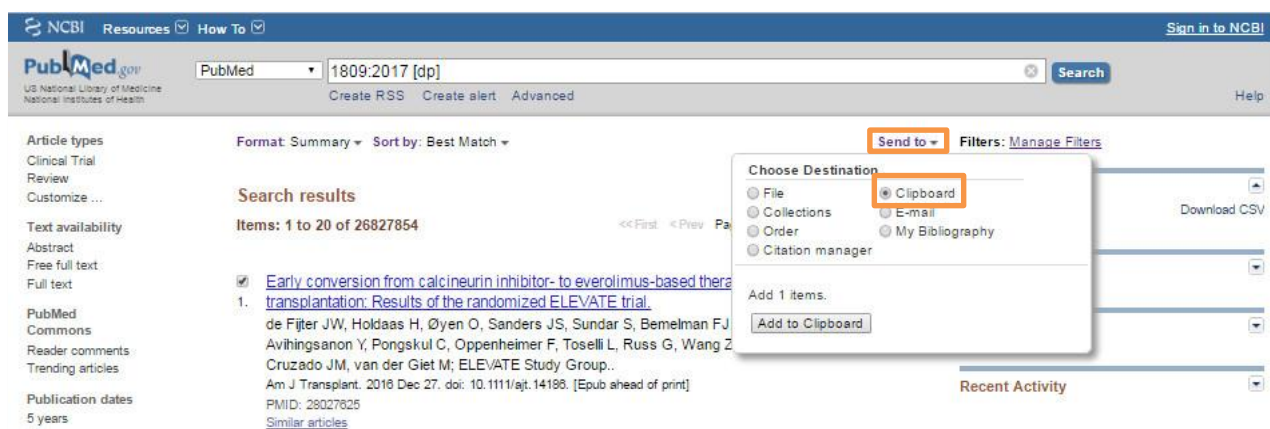 NCBI Resources How To Sign in to NCBI
PubMed.gov
US National Library of Medicine
National Institutes of Health
PubMed 1809:2017 [dp] Search
Create RSS Create alert Advanced Help
Article types
Clinical Trial
Review
Customize ...
Text availability
Abstract
Free full text
Full text
PubMed
Commons
Reader comments
Trending articles
Publication dates
5 years
Format: Summary Sort by: Best Match Send to Filters: Manage Filters
Search results
Items: 1 to 20 of 26827854 <<First <Prev Pa
Early conversion from calcineurin inhibitor- to everolimus-based thera
1. transplantation: Results of the randomized ELEVATE trial.
de Fijter JW, Holdaas H, Øyen O, Sanders JS, Sundar S, Bemelman FJ
Avihingsanon Y, Pongskul C, Oppenheimer F, Toselli L, Russ G, Wang Z
Cruzado JM, van der Giet M; ELEVATE Study Group..
Am J Transplant. 2016 Dec 27. doi: 10.1111/ajt.14186. [Epub ahead of print]
PMID: 28027625
Similar articles
Choose Destination
File Clipboard
Collections E-mail
Order My Bibliography
Citation manager
Add 1 items.
Add to Clipboard
Download CSV
Recent Activity